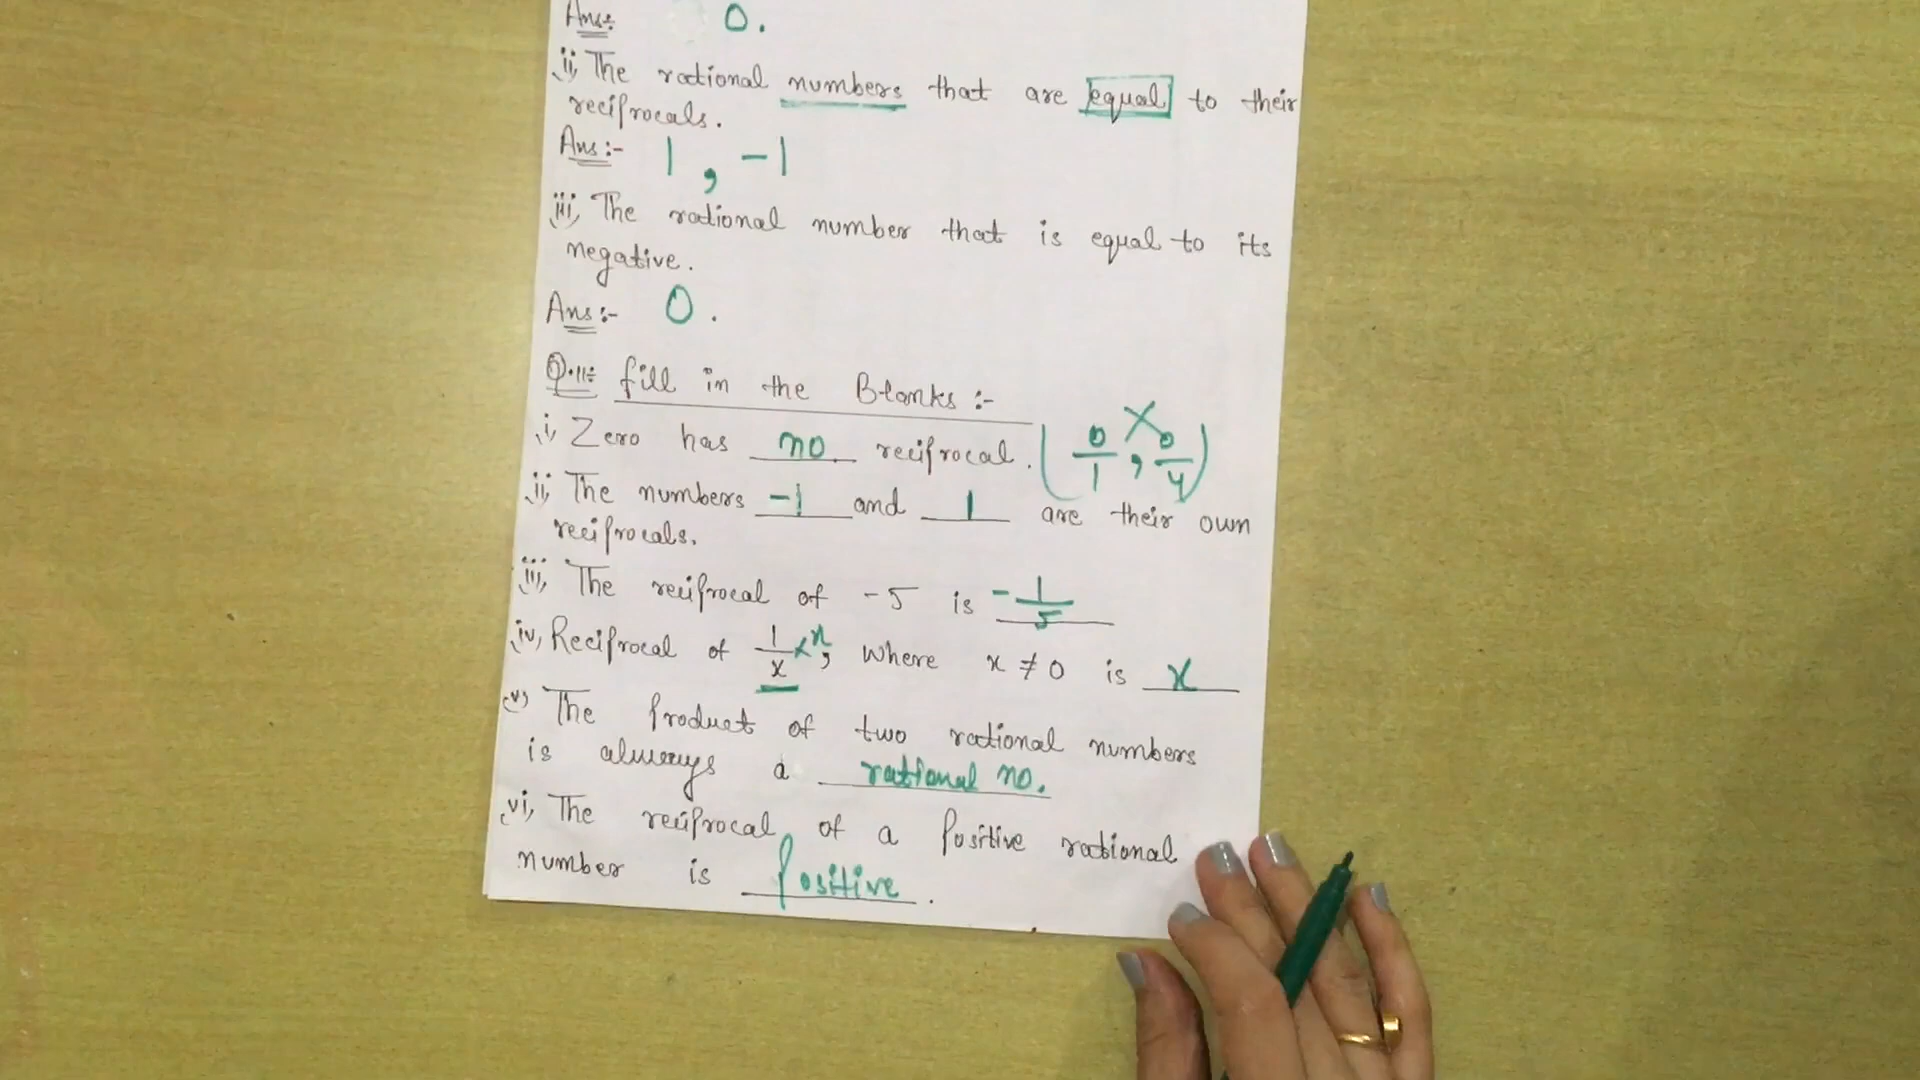 Ans:- 0.
ii, The rational numbers that are equal to their
reciprocals.
Ans:- 1, -1
iii, The rational number that is equal to its
negative.
Ans:- 0.
Q.11:- fill in the Blanks :-
i, Zero has no reciprocal. (0/1, 0/4) ×
ii, The numbers -1 and 1 are their own
reciprocals.
iii, The reciprocal of -5 is -1/5
iv, Reciprocal of 1/x × x, where x ≠ 0 is x
v, The product of two rational numbers
is always a rational no.
vi, The reciprocal of a positive rational
number is positive.